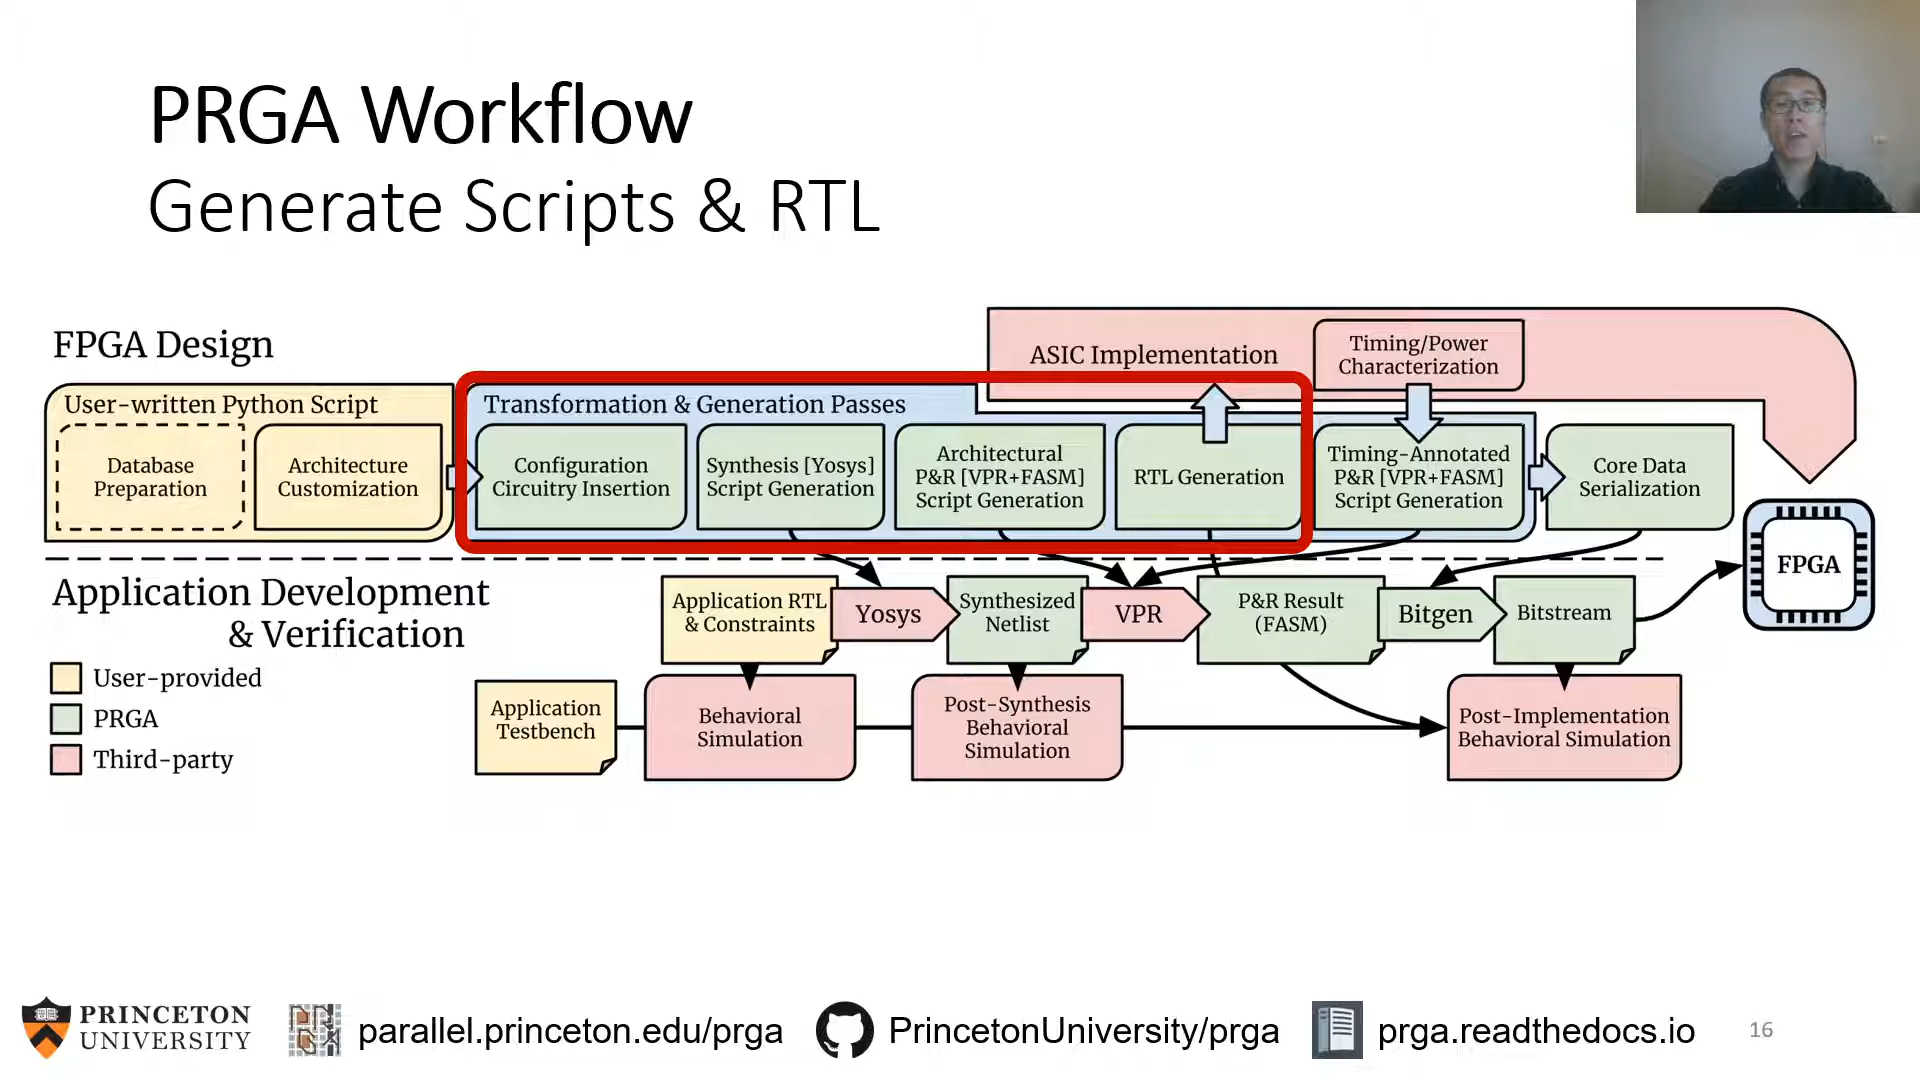 PRGA Workflow
Generate Scripts & RTL
FPGA Design
ASIC Implementation
Timing/Power
Characterization
User-written Python Script
Database
Preparation
Architecture
Customization
Transformation & Generation Passes
Configuration
Circuitry Insertion
Synthesis [Yosys]
Script Generation
Architectural
P&R [VPR+FASM]
Script Generation
RTL Generation
Timing-Annotated
P&R [VPR+FASM]
Script Generation
Core Data
Serialization
FPGA
Application Development
& Verification
Application RTL
& Constraints
Yosys
Synthesized
Netlist
VPR
P&R Result
(FASM)
Bitgen
Bitstream
User-provided
PRGA
Third-party
Application
Testbench
Behavioral
Simulation
Post-Synthesis
Behavioral
Simulation
Post-Implementation
Behavioral Simulation
PRINCETON
UNIVERSITY
parallel.princeton.edu/prga
PrincetonUniversity/prga
prga.readthedocs.io
16